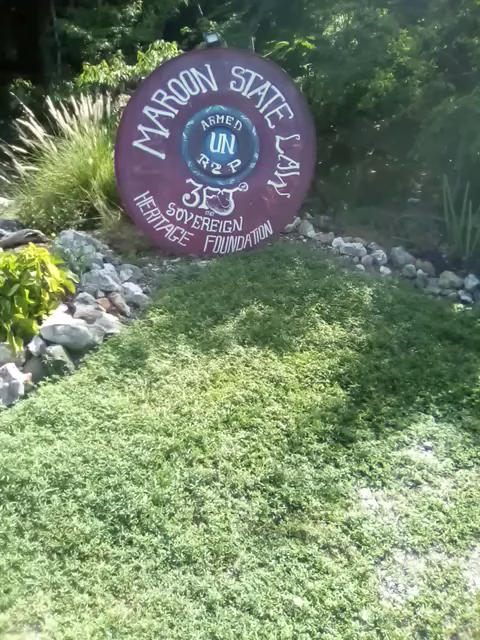 MAROON STATE LAW
ARMED
UN
R2P
SOVEREIGN
HERITAGE FOUNDATION